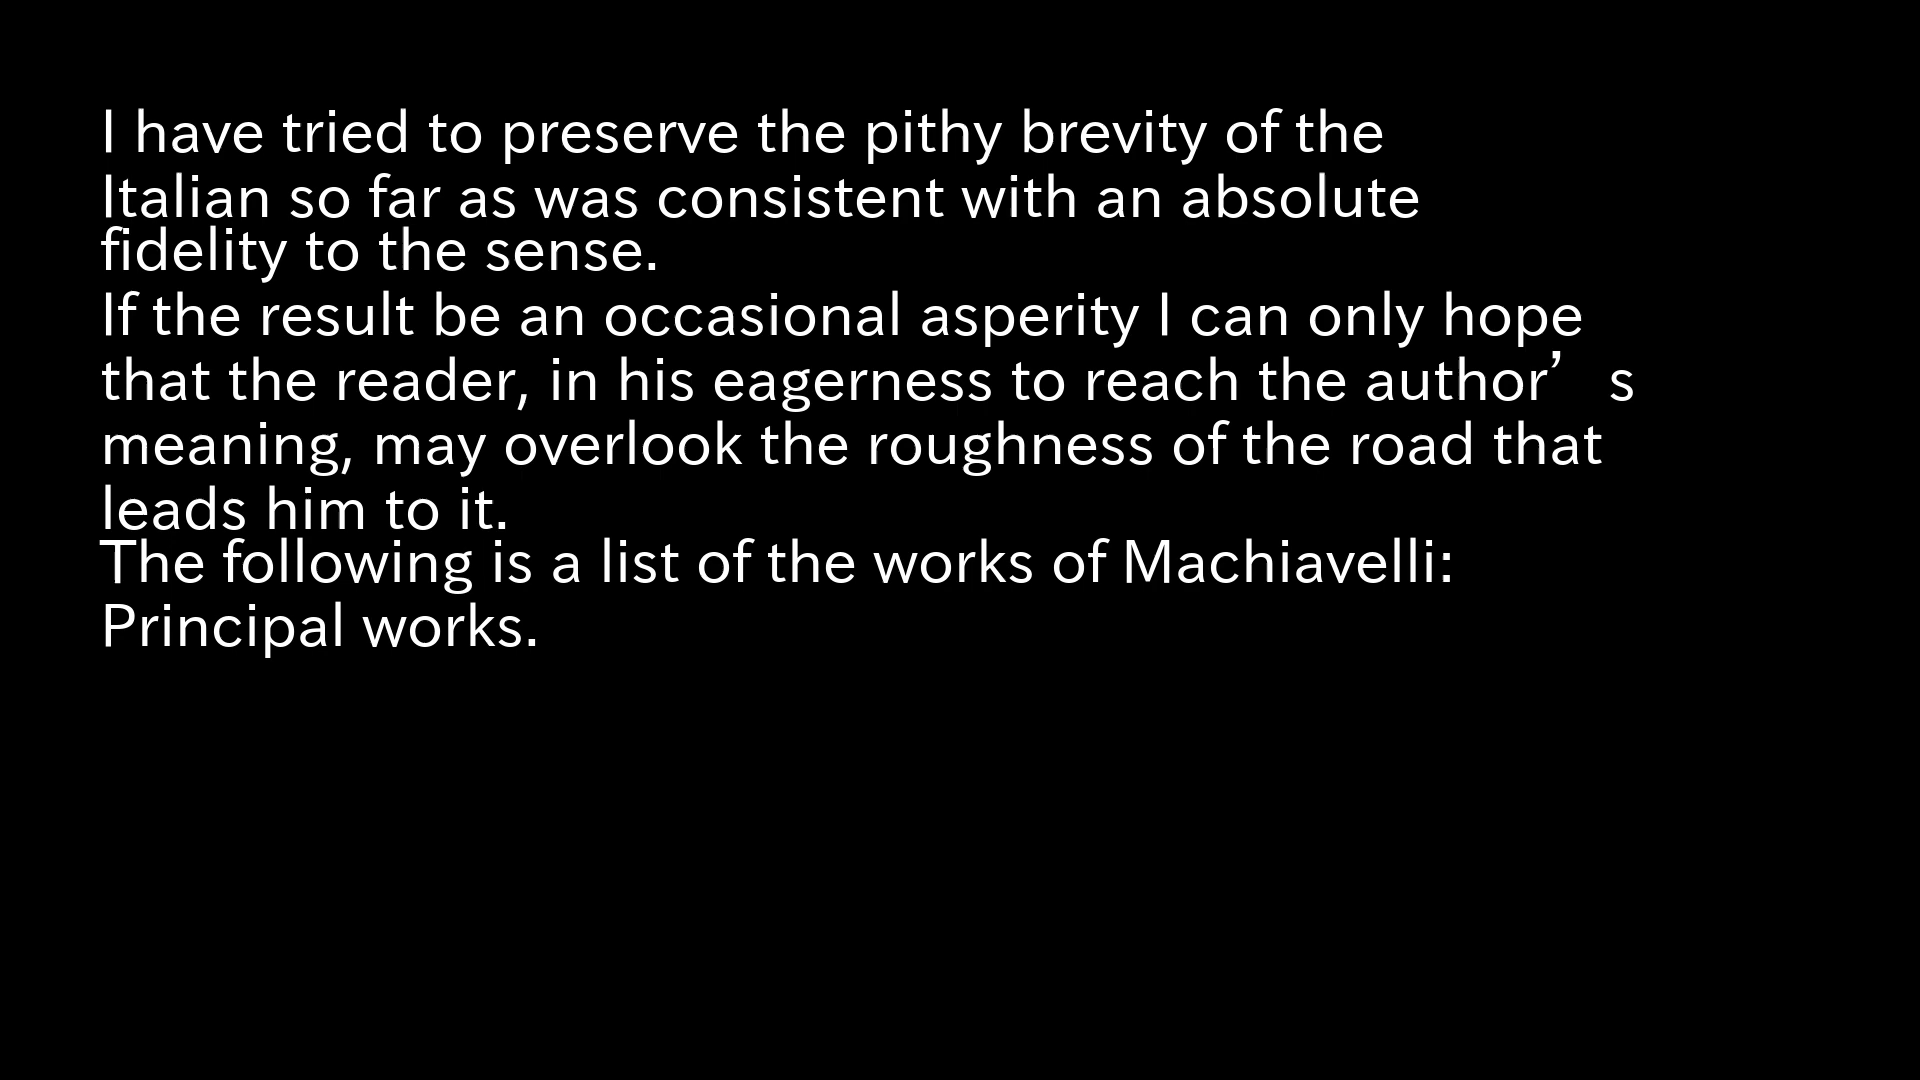 I have tried to preserve the pithy brevity of the
Italian so far as was consistent with an absolute
fidelity to the sense.
If the result be an occasional asperity I can only hope
that the reader, in his eagerness to reach the author’s
meaning, may overlook the roughness of the road that
leads him to it.
The following is a list of the works of Machiavelli:
Principal works.